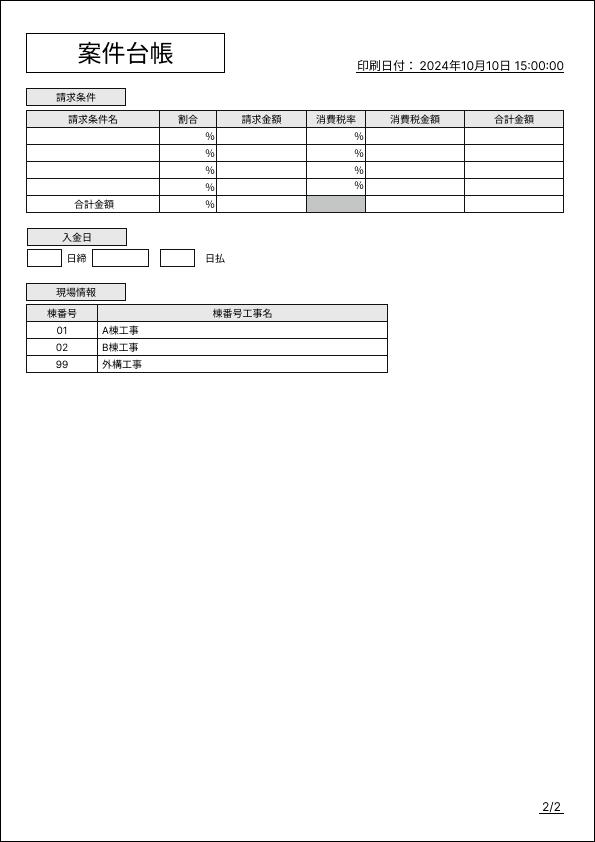 案件台帳
印刷日付： 2024年10月10日 15:00:00
請求条件
請求条件名 割合 請求金額 消費税率 消費税金額 合計金額
% %
% %
% %
% %
合計金額 %
入金日
日締 日払
現場情報
棟番号 棟番号工事名
01 A棟工事
02 B棟工事
99 外構工事
2/2